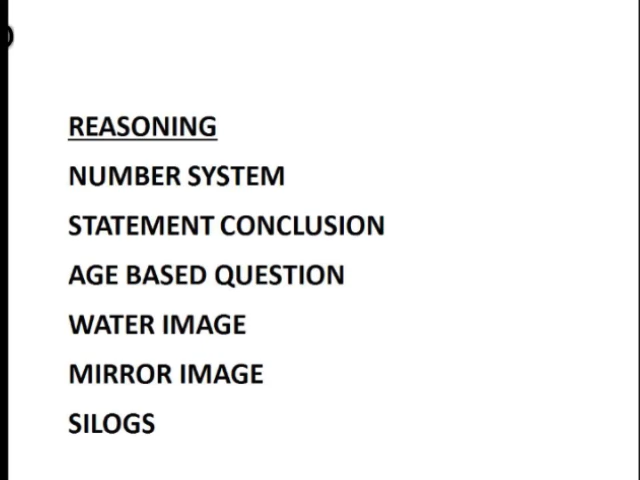 REASONING
NUMBER SYSTEM
STATEMENT CONCLUSION
AGE BASED QUESTION
WATER IMAGE
MIRROR IMAGE
SILOGS